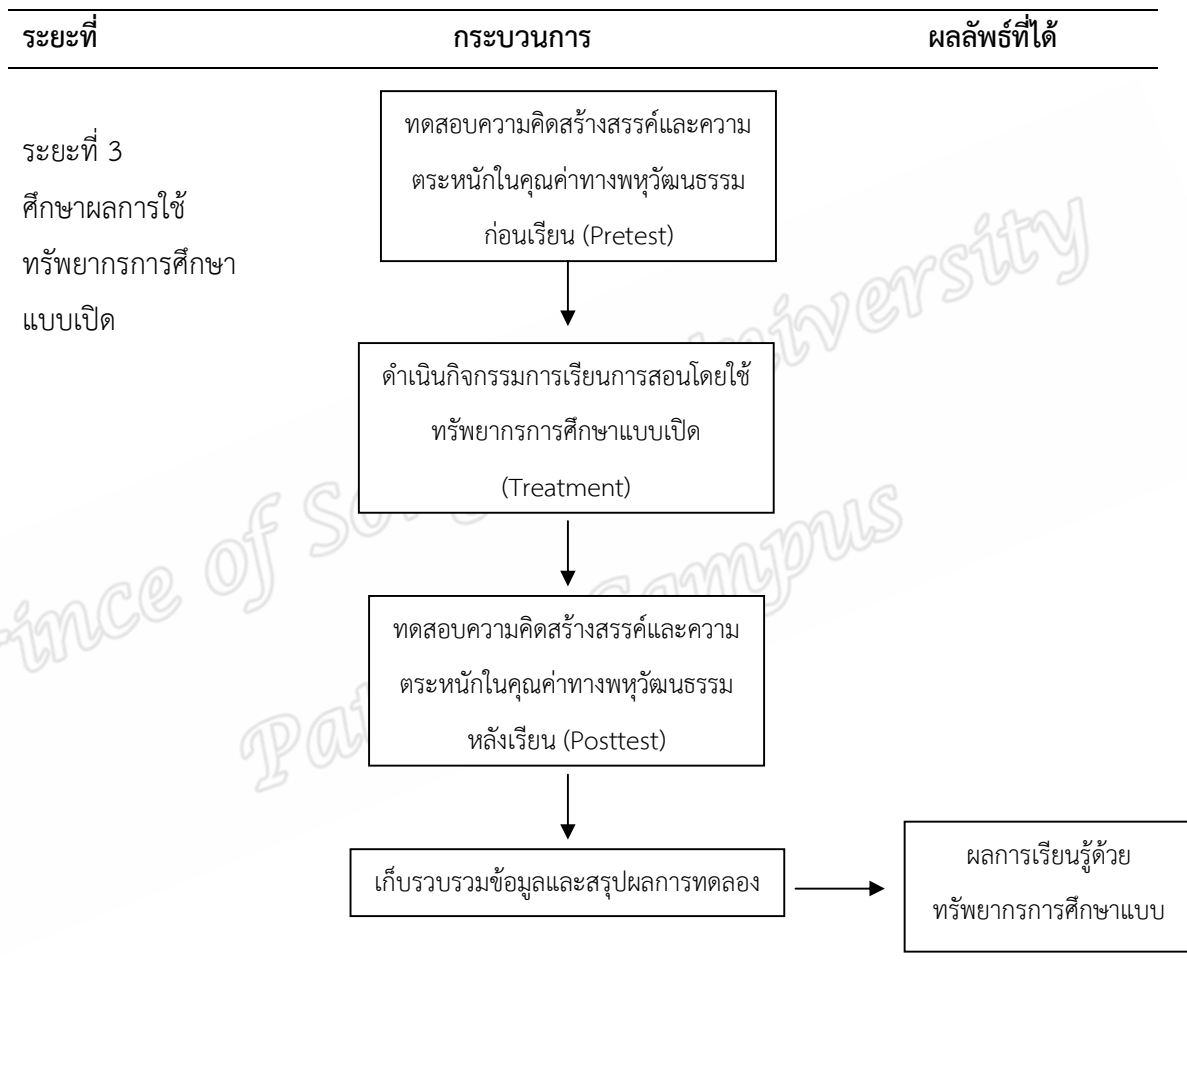 ระยะที่ กระบวนการ ผลลัพธ์ที่ได้
ระยะที่ 3
ศึกษาผลการใช้
ทรัพยากรการศึกษา
แบบเปิด
ทดสอบความคิดสร้างสรรค์และความ
ตระหนักในคุณค่าทางพหุวัฒนธรรม
ก่อนเรียน (Pretest)
ดำเนินกิจกรรมการเรียนการสอนโดยใช้
ทรัพยากรการศึกษาแบบเปิด
(Treatment)
ทดสอบความคิดสร้างสรรค์และความ
ตระหนักในคุณค่าทางพหุวัฒนธรรม
หลังเรียน (Posttest)
เก็บรวบรวมข้อมูลและสรุปผลการทดลอง
ผลการเรียนรู้ด้วย
ทรัพยากรการศึกษาแบบ